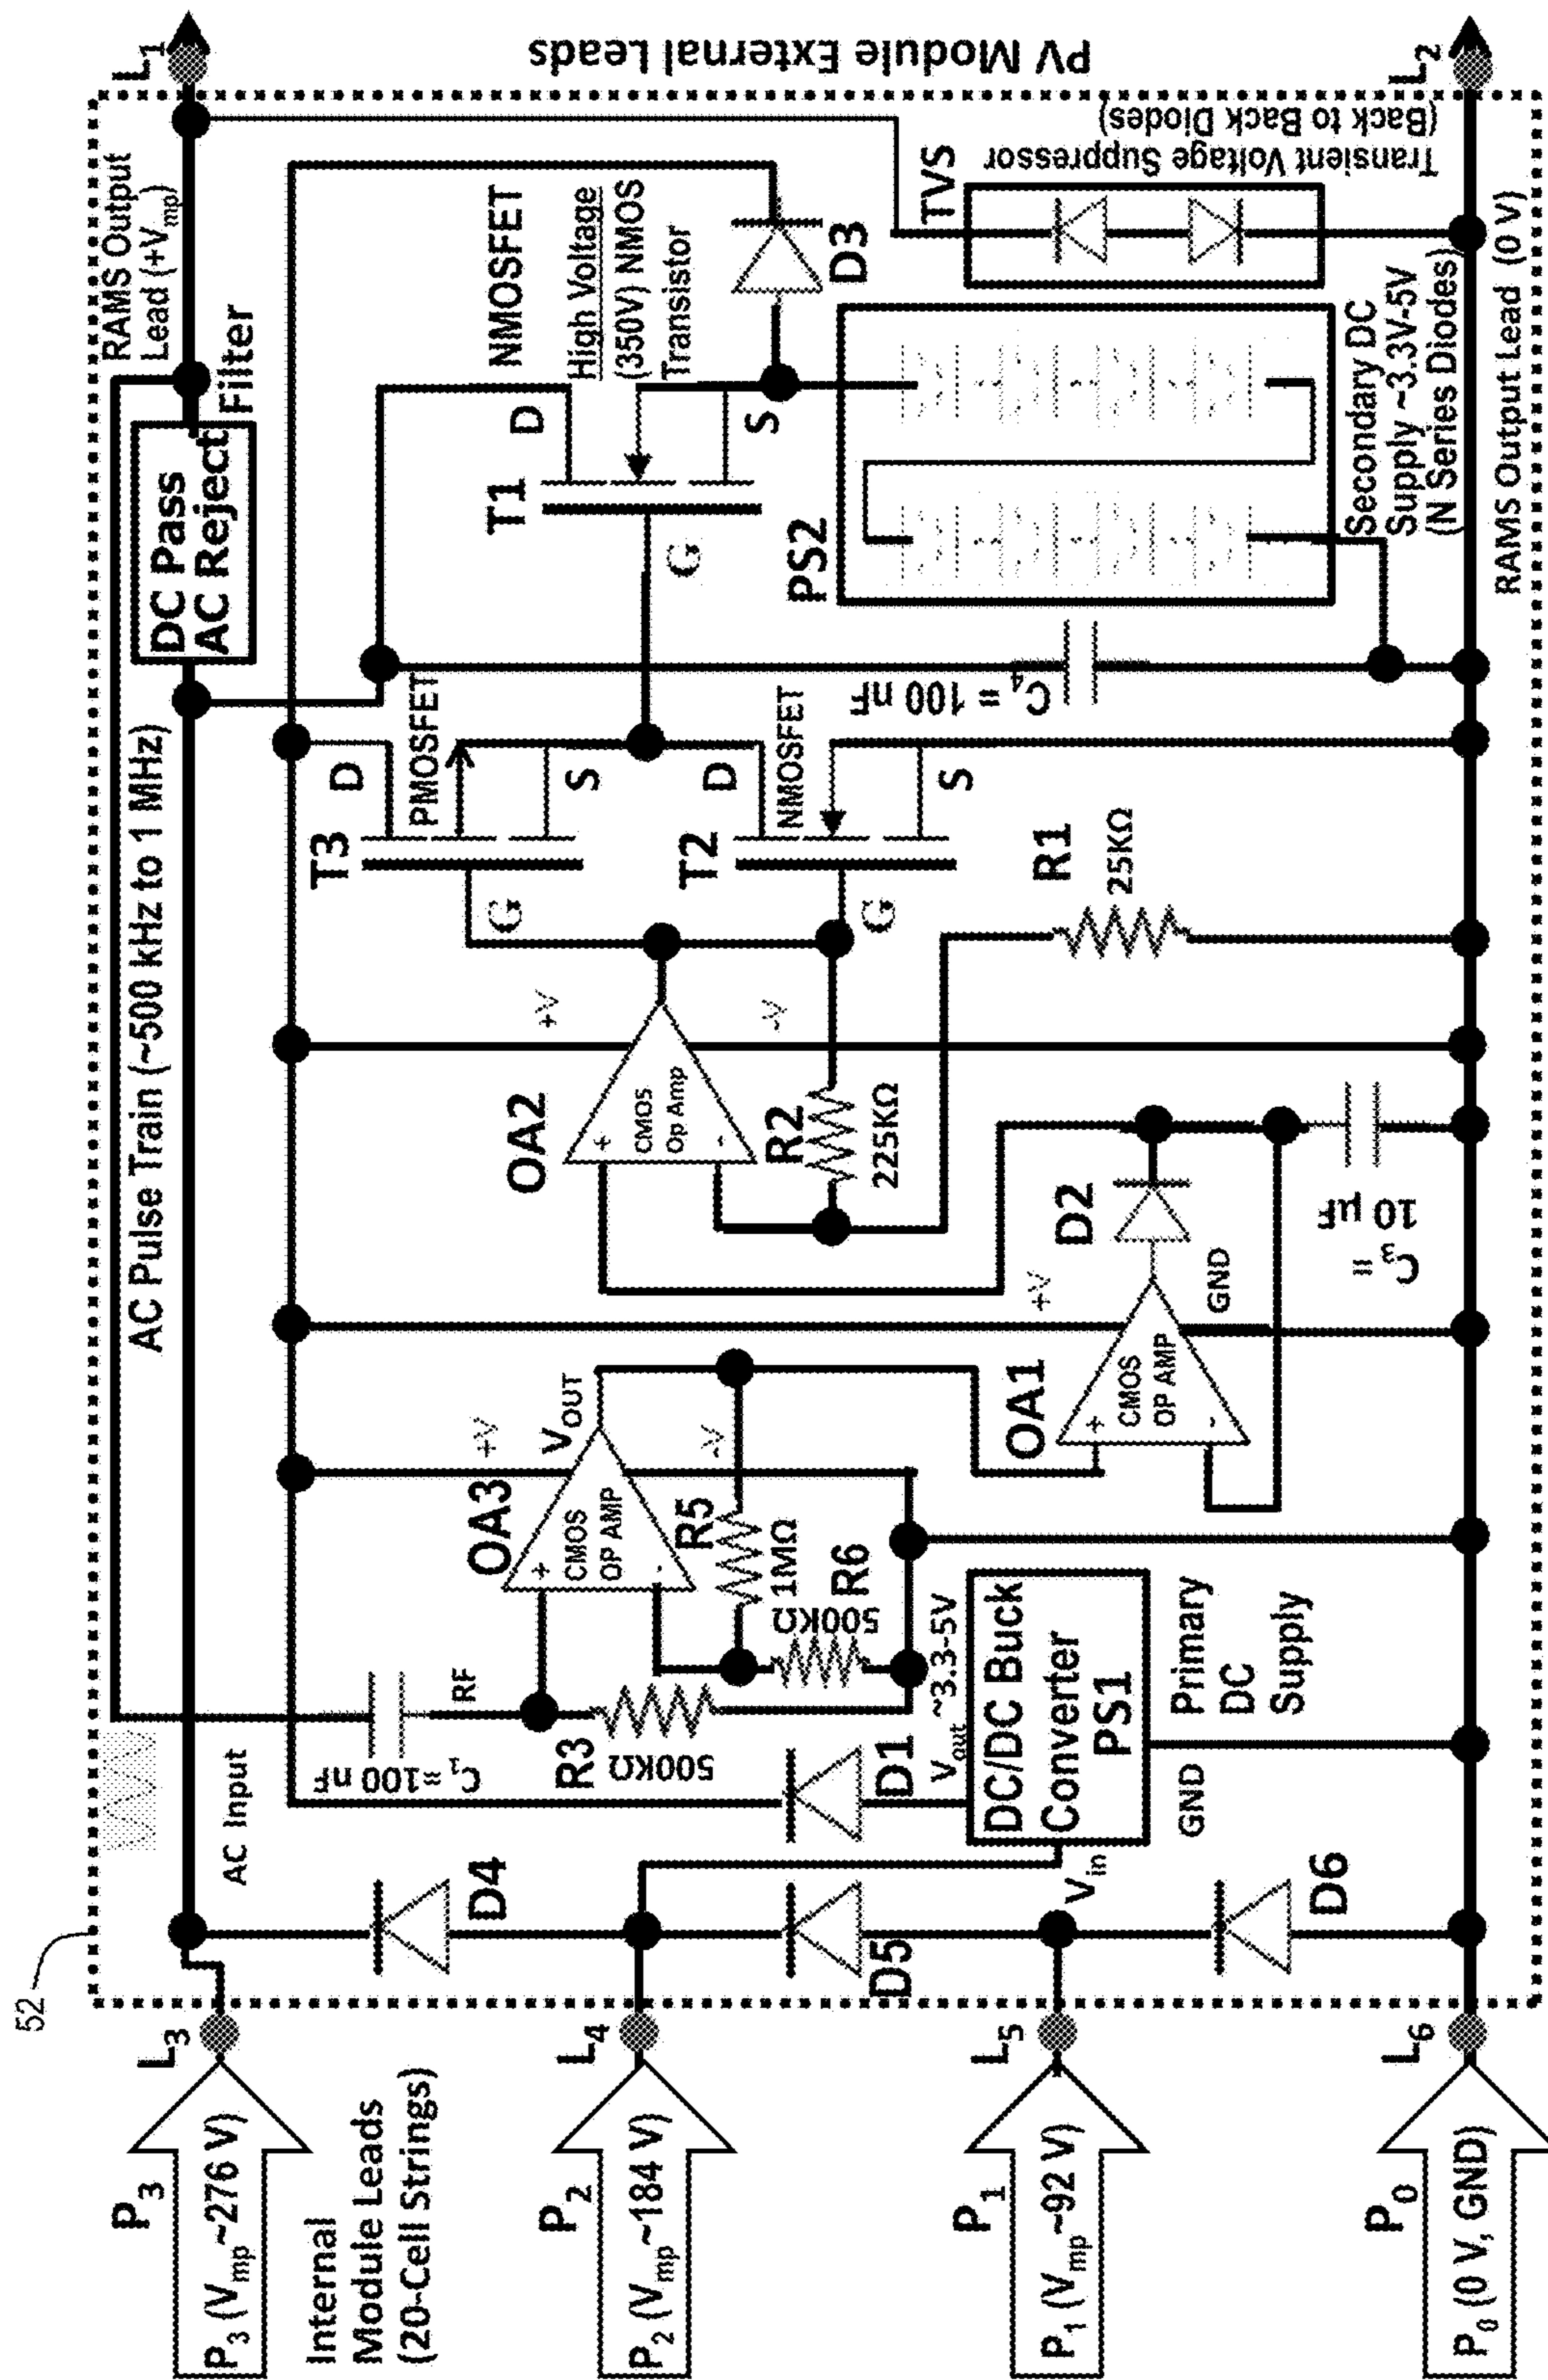 52
P3 (Vmp ~276 V)
P3
L3
Internal
Module Leads
(20-Cell Strings)
P2 (Vmp ~184 V)
P2
L4
P1 (Vmp ~92 V)
P1
L5
P0 (0 V, GND)
P0
L6
AC Input
AC Pulse Train (~500 kHz to 1 MHz)
DC Pass
AC Reject
Filter
RAMS Output
Lead (+Vmp)
L1
PV Module External Leads
D4
D5
D6
Vin
C1=100 nF
RF
R3
500KΩ
D1
Vout ~3.3-5V
DC/DC Buck
Converter
PS1
GND
Primary
DC
Supply
OA3
+
CMOS
OP AMP
-
+V
VOUT
-V
R5
1MΩ
R6
500KΩ
OA1
+
CMOS
OP AMP
-
+V
GND
D2
C3 =
10 µF
OA2
+
CMOS
Op Amp
-
+V
-V
R2
225KΩ
R1
25KΩ
T3
G
D
PMOSFET
S
T2
G
D
NMOSFET
S
C4 = 100 nF
T1
G
D
S
NMOSFET
High Voltage
(350V) NMOS
Transistor
D3
PS2
Secondary DC
Supply ~3.3V-5V
(N Series Diodes)
TVS
Transient Voltage Suppressor
(Back to Back Diodes)
RAMS Output Lead (0 V)
L2